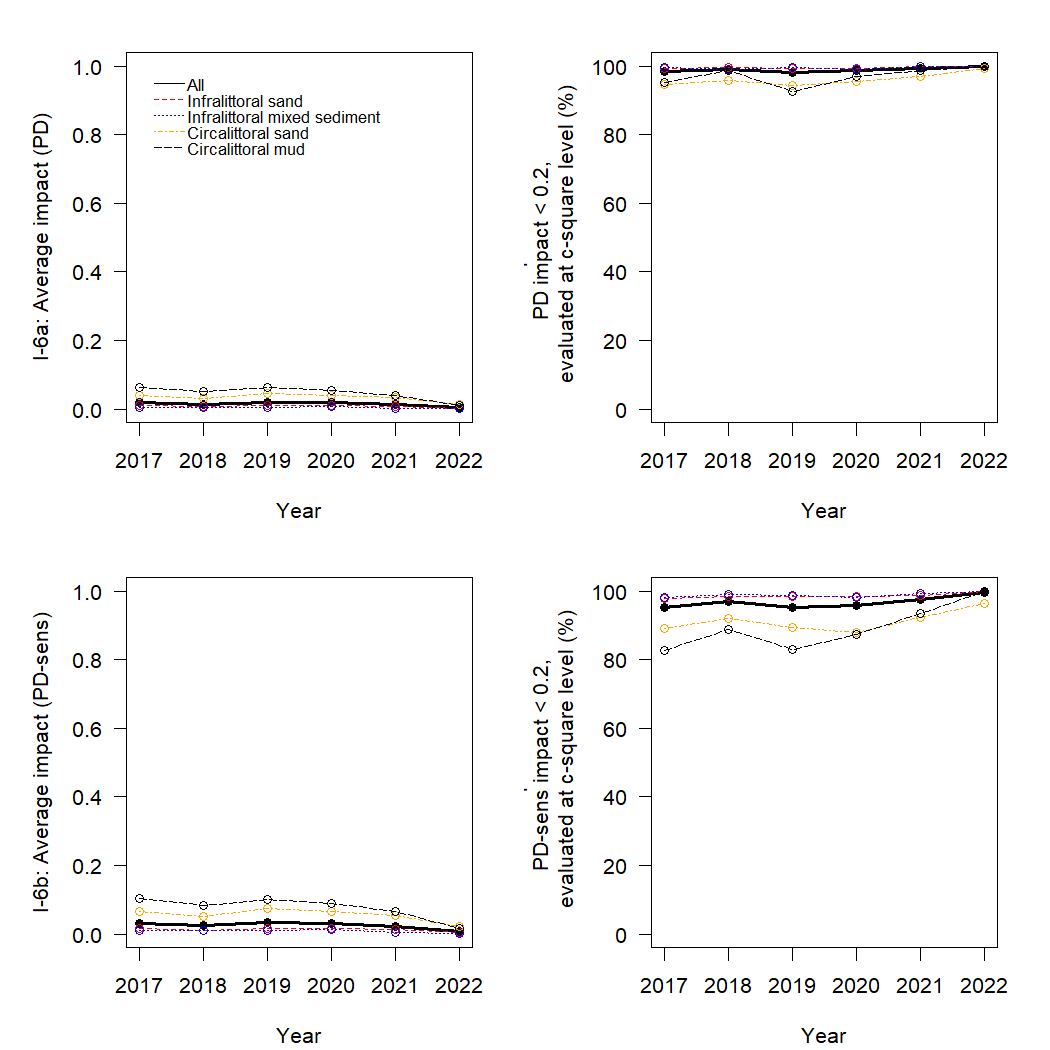 I-6a: Average impact (PD)
1.0
0.8
0.6
0.4
0.2
0.0
All
Infralittoral sand
Infralittoral mixed sediment
Circalittoral sand
Circalittoral mud
2017 2018 2019 2020 2021 2022
Year
PD impact < 0.2,
evaluated at c-square level (%)
100
80
60
40
20
0
2017 2018 2019 2020 2021 2022
Year
I-6b: Average impact (PD-sens)
1.0
0.8
0.6
0.4
0.2
0.0
2017 2018 2019 2020 2021 2022
Year
PD-sens impact < 0.2,
evaluated at c-square level (%)
100
80
60
40
20
0
2017 2018 2019 2020 2021 2022
Year